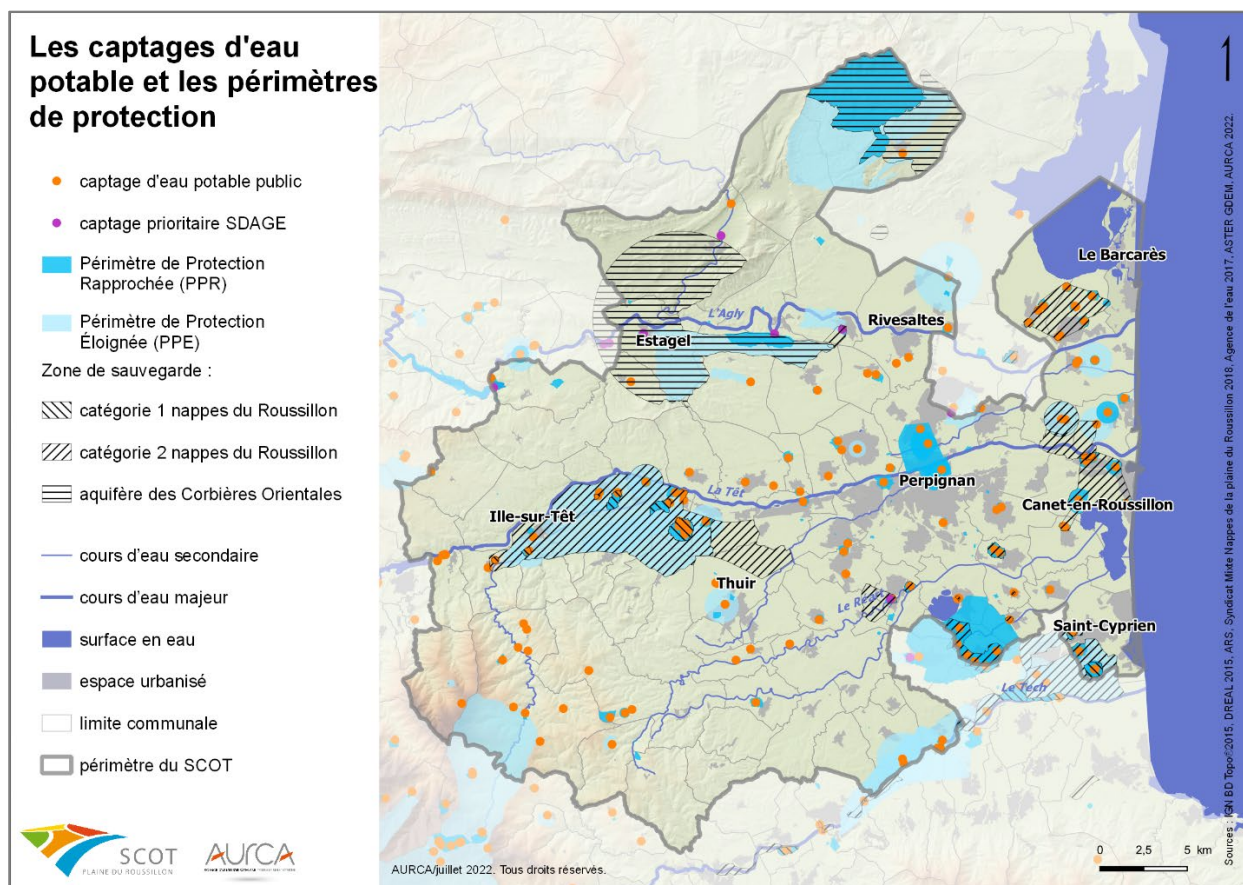 Les captages d'eau
potable et les périmètres
de protection
captage d'eau potable public
captage prioritaire SDAGE
Périmètre de Protection
Rapprochée (PPR)
Périmètre de Protection
Éloignée (PPE)
Zone de sauvegarde :
catégorie 1 nappes du Roussillon
catégorie 2 nappes du Roussillon
aquifère des Corbières Orientales
cours d'eau secondaire
cours d'eau majeur
surface en eau
espace urbanisé
limite communale
périmètre du SCOT
SCOT
PLAINE DU ROUSSILLON
AURCA
Le Barcarès
L'Agly
Rivesaltes
Estagel
La Têt
Perpignan
Ille-sur-Têt
Canet-en-Roussillon
Thuir
Le Réart
Saint-Cyprien
Le Tech
0 2,5 5 km
AURCA/juillet 2022. Tous droits réservés.
Sources : IGN BD Topo©2015, DREAL 2015, ARS, Syndicat Mixte Nappes de la plaine du Roussillon 2018, Agence de l'eau 2017, ASTER GDEM, AURCA 2022.